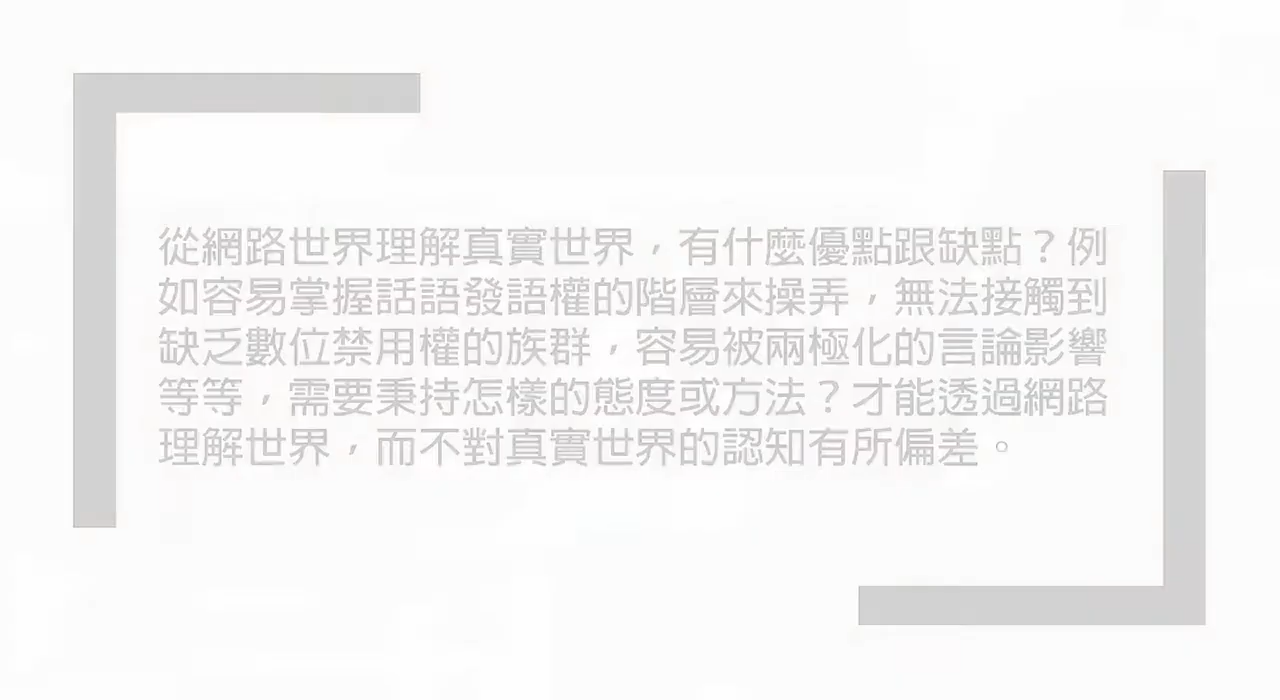 從網路世界理解真實世界，有什麼優點跟缺點？例
如容易掌握話語發語權的階層來操弄，無法接觸到
缺乏數位禁用權的族群，容易被兩極化的言論影響
等等，需要秉持怎樣的態度或方法？才能透過網路
理解世界，而不對真實世界的認知有所偏差。